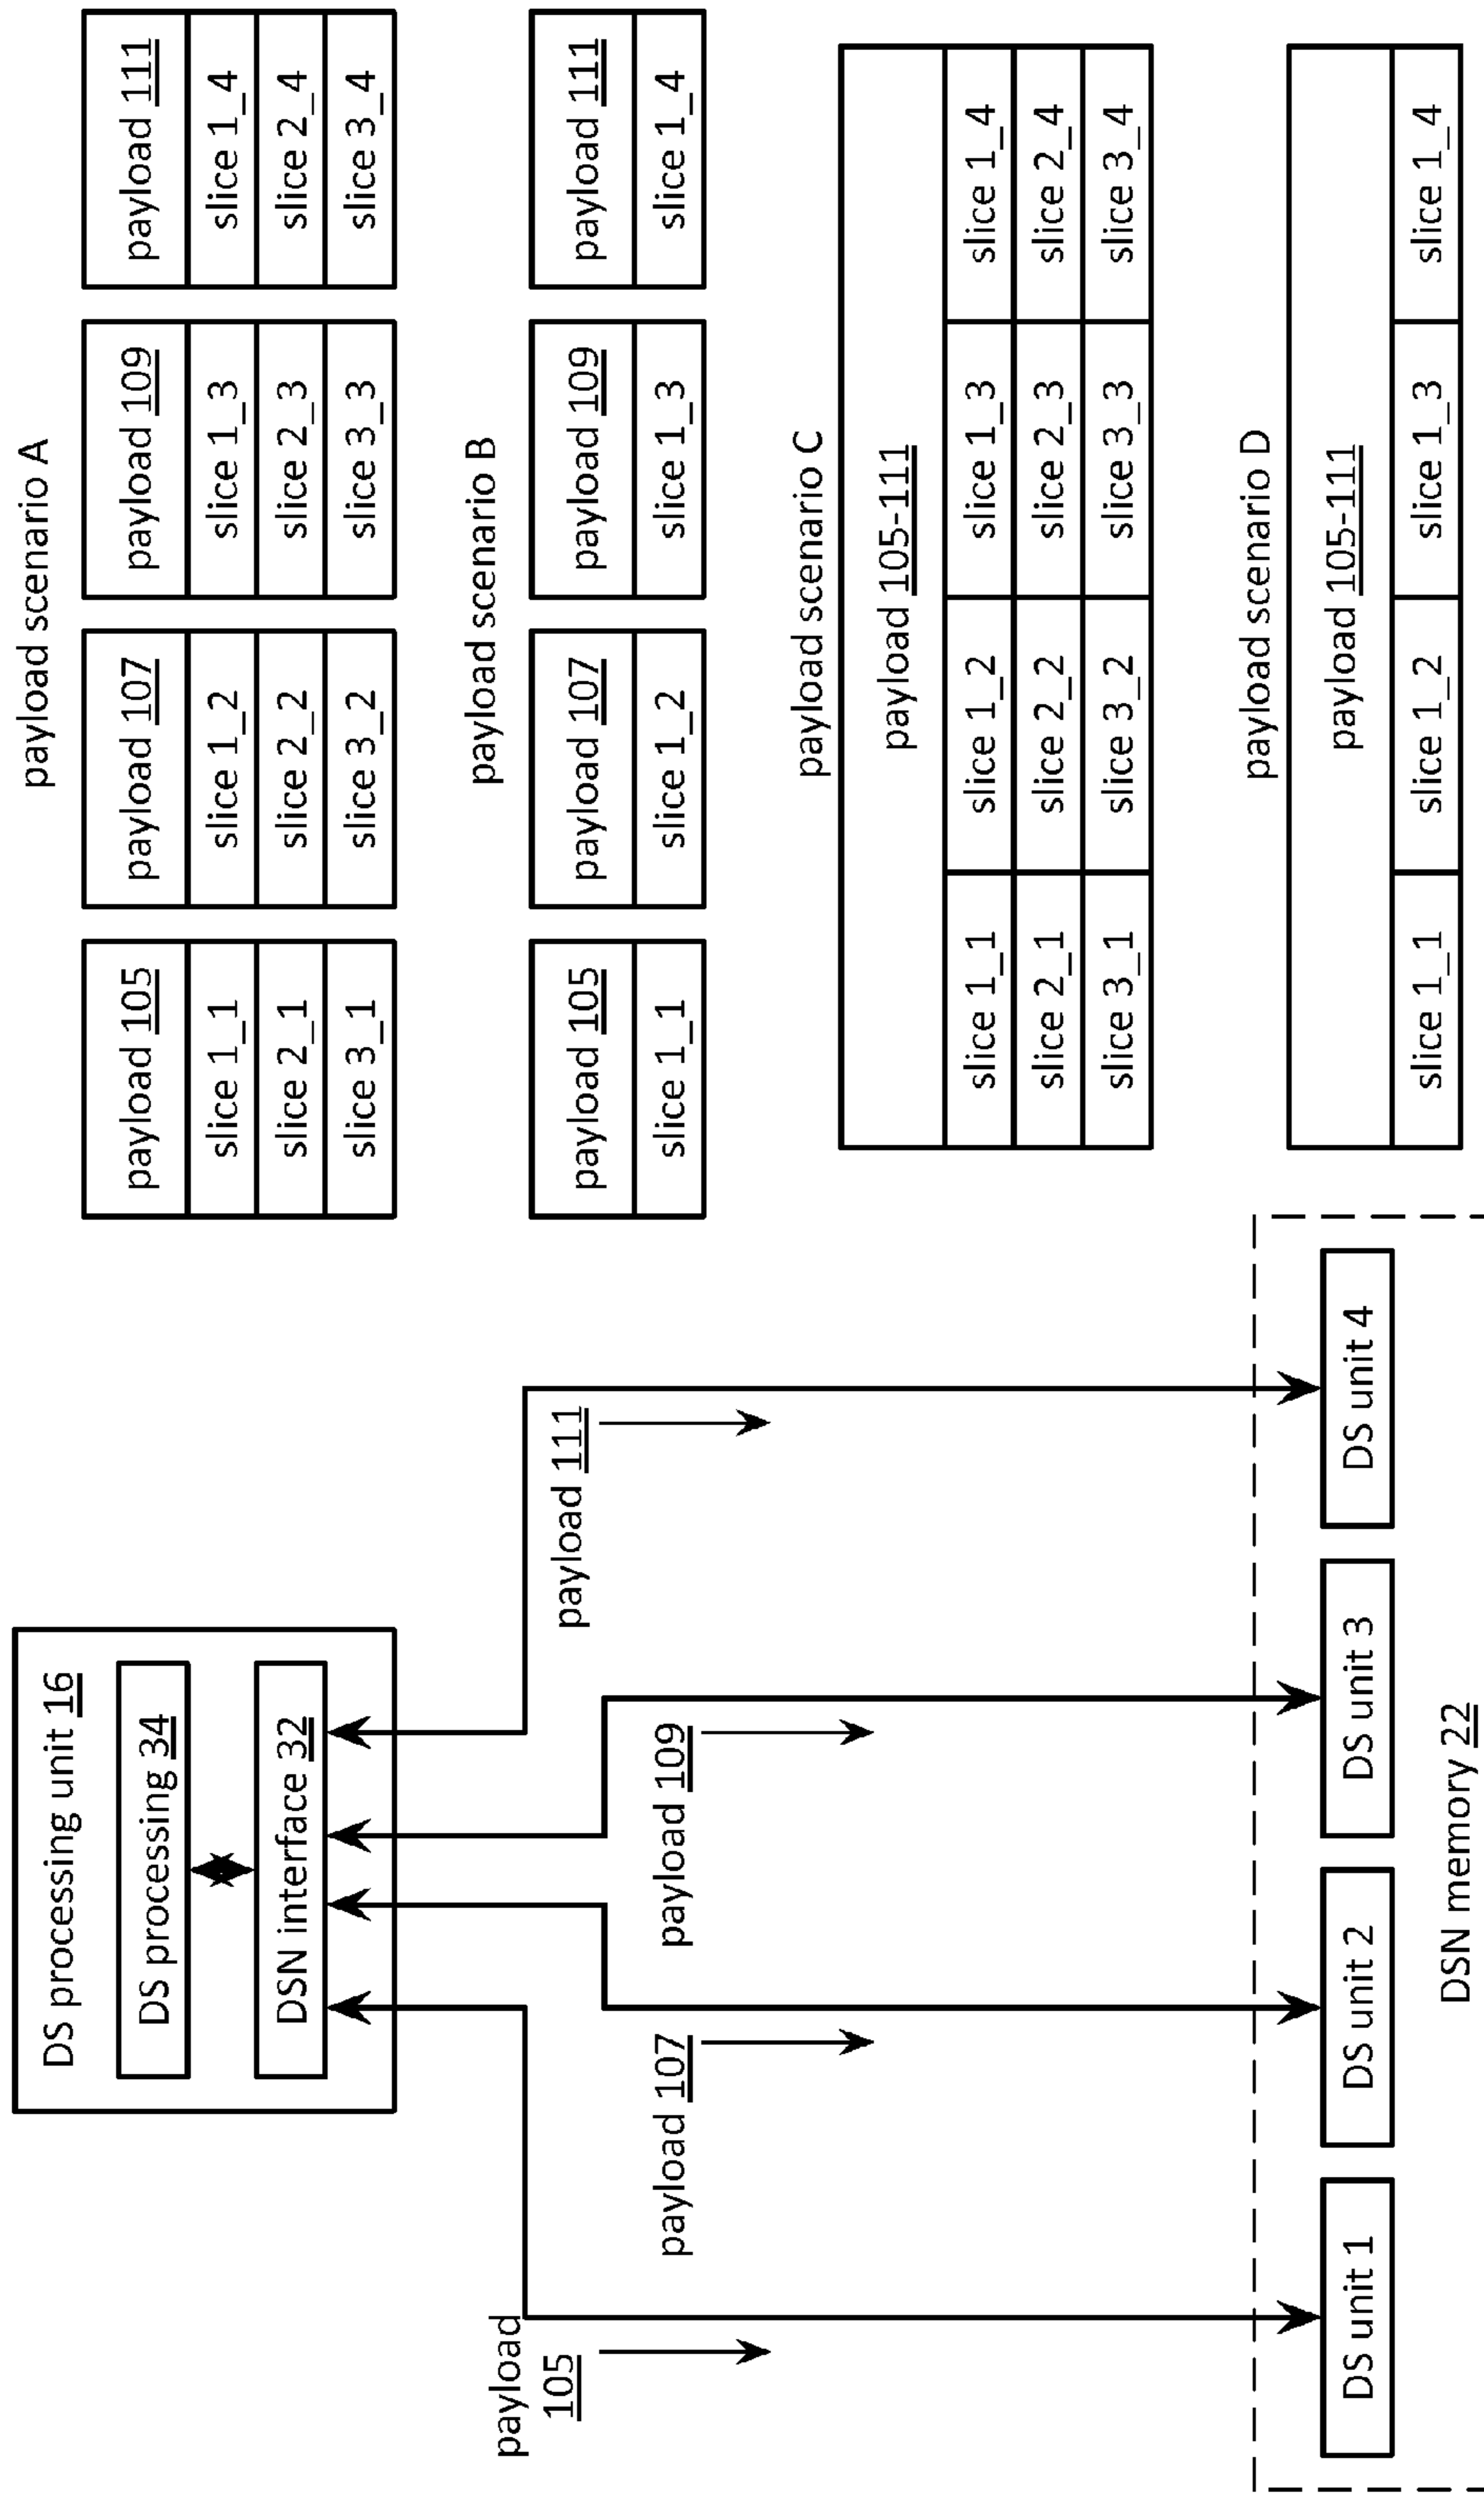 DS processing unit 16
DS processing 34
DSN interface 32
payload
105
payload 107
payload 109
payload 111
DS unit 1
DS unit 2
DS unit 3
DS unit 4
DSN memory 22
payload scenario A
payload 105
slice 1_1
slice 2_1
slice 3_1
payload 107
slice 1_2
slice 2_2
slice 3_2
payload 109
slice 1_3
slice 2_3
slice 3_3
payload 111
slice 1_4
slice 2_4
slice 3_4
payload scenario B
payload 105
slice 1_1
payload 107
slice 1_2
payload 109
slice 1_3
payload 111
slice 1_4
payload scenario C
payload 105-111
slice 1_1
slice 1_2
slice 1_3
slice 1_4
slice 2_1
slice 2_2
slice 2_3
slice 2_4
slice 3_1
slice 3_2
slice 3_3
slice 3_4
payload scenario D
payload 105-111
slice 1_1
slice 1_2
slice 1_3
slice 1_4